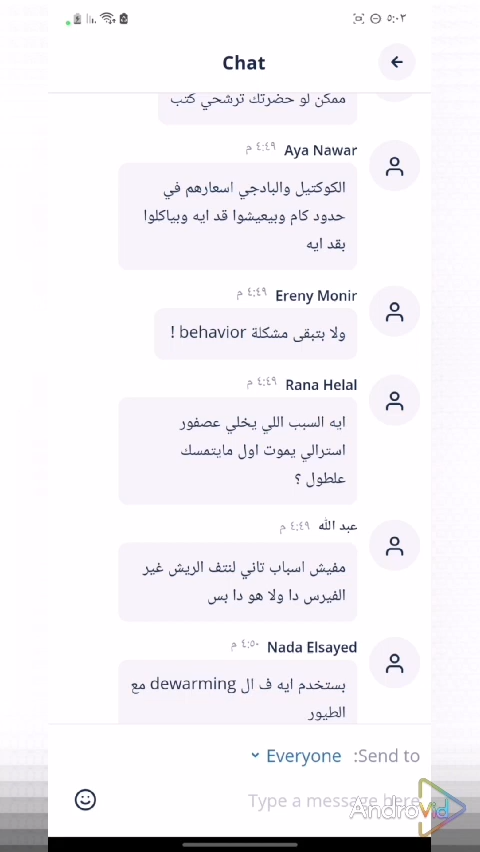 ٥:٠٣
Chat
ممكن لو حضرتك ترشحي كتب
Aya Nawar ٤:٤٩ م
الكوكتيل والبادجي اسعارهم في
حدود كام وبيعيشوا قد ايه وبياكلوا
بقد ايه
Ereny Monir ٤:٤٩ م
ولا بتبقى مشكلة behavior !
Rana Helal ٤:٤٩ م
ايه السبب اللي يخلي عصفور
استرالي يموت اول مايتمسك
علطول ؟
عبد الله ٤:٤٩ م
مفيش اسباب تاني لنتف الريش غير
الفيرس دا ولا هو دا بس
Nada Elsayed ٤:٥٠ م
بستخدم ايه ف ال dewarming مع
الطيور
Send to: Everyone
Type a message here
Androvid